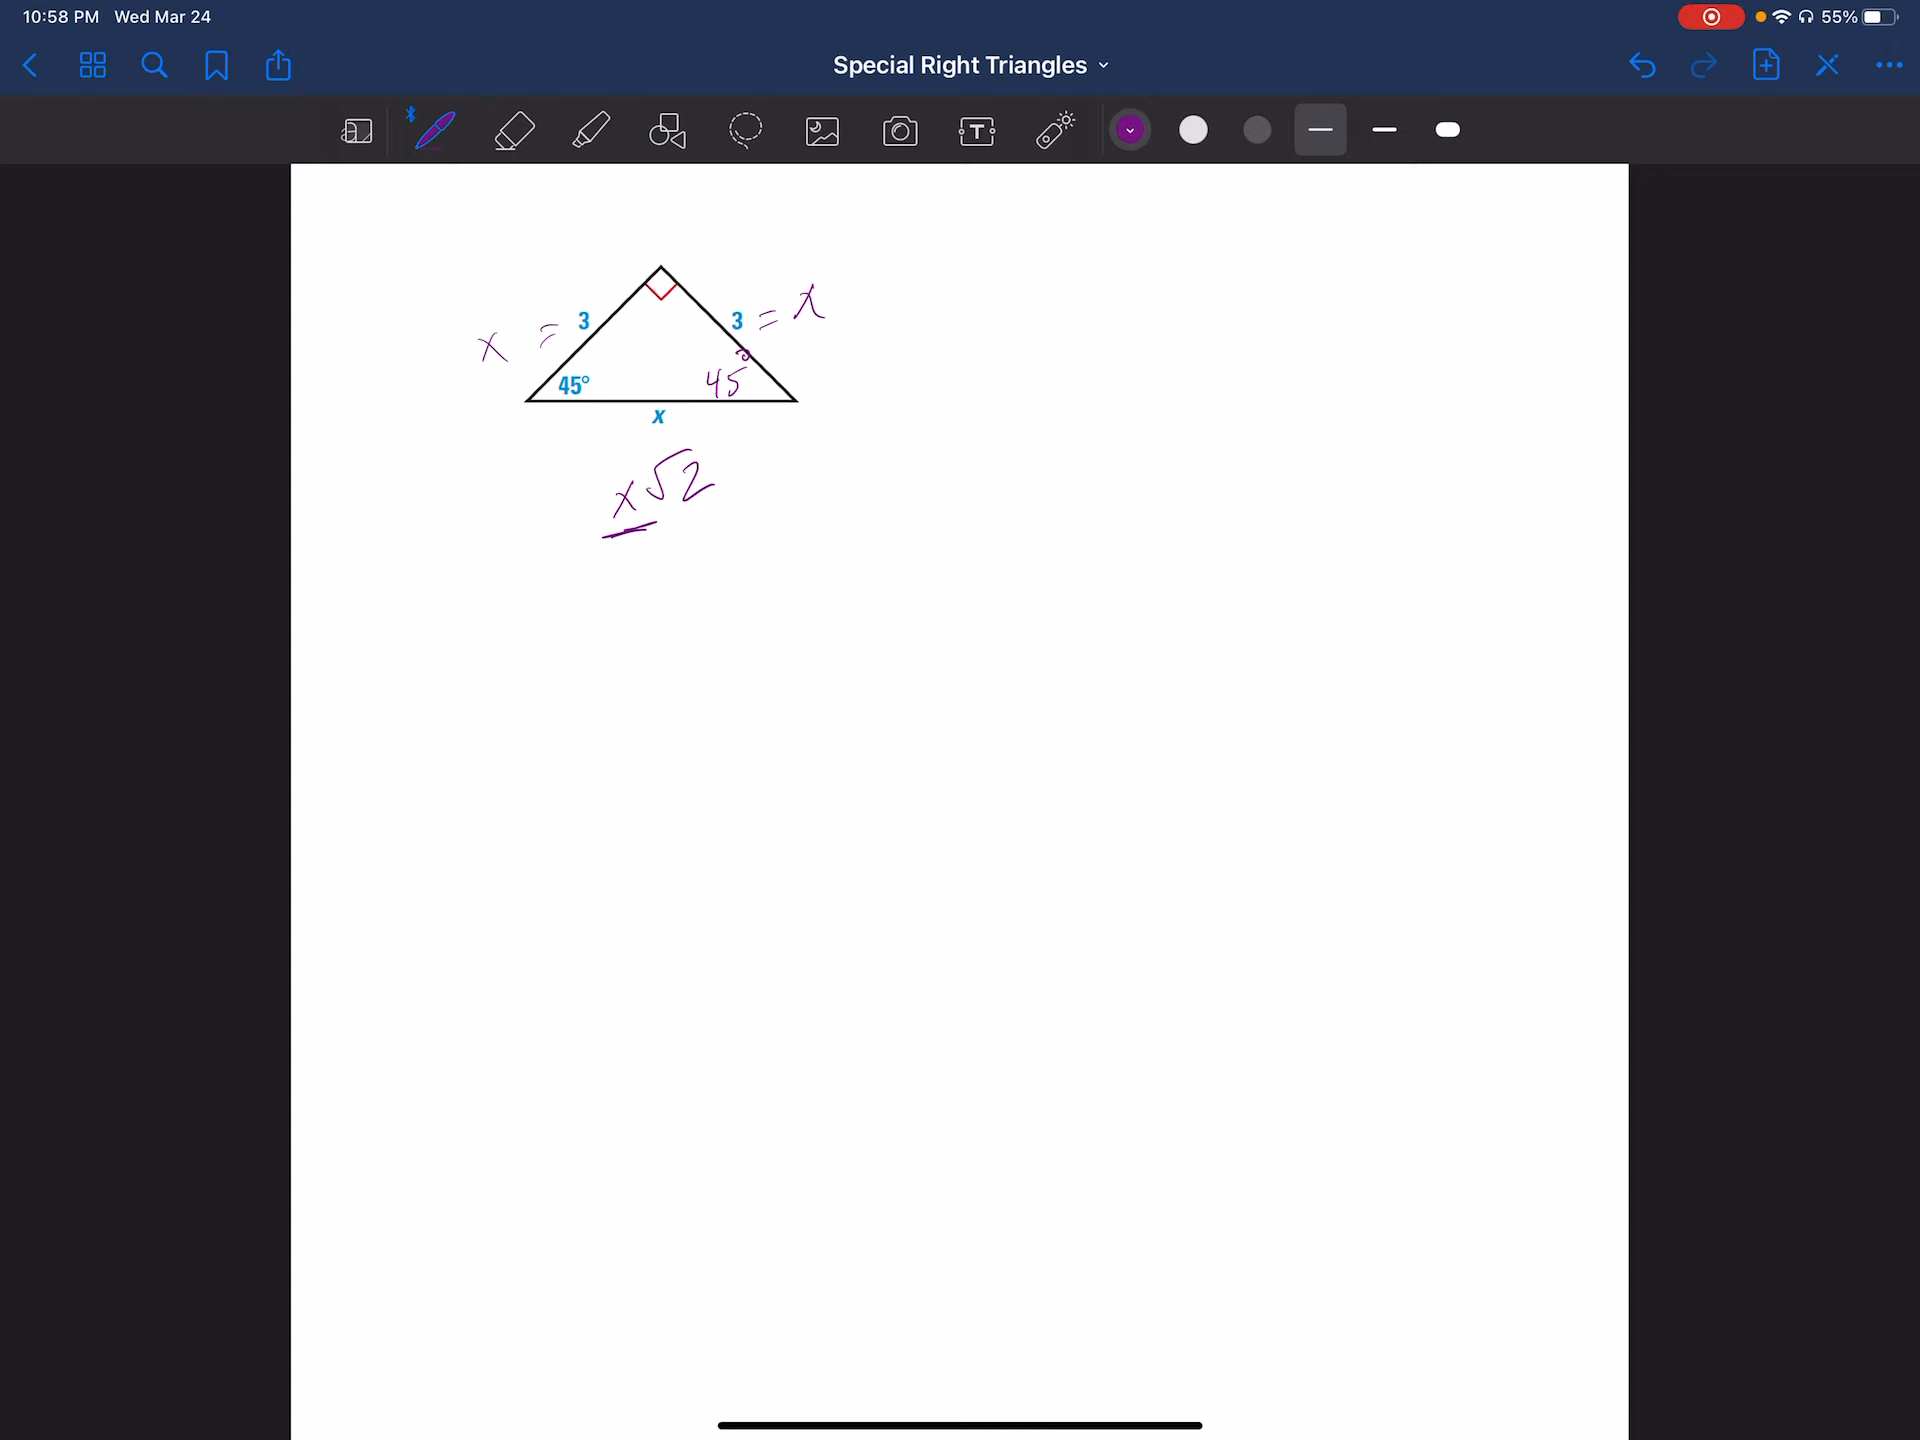 10:58 PM Wed Mar 24 55%
Special Right Triangles
T
x = 3 3 = x
45° 45°
x
x√2